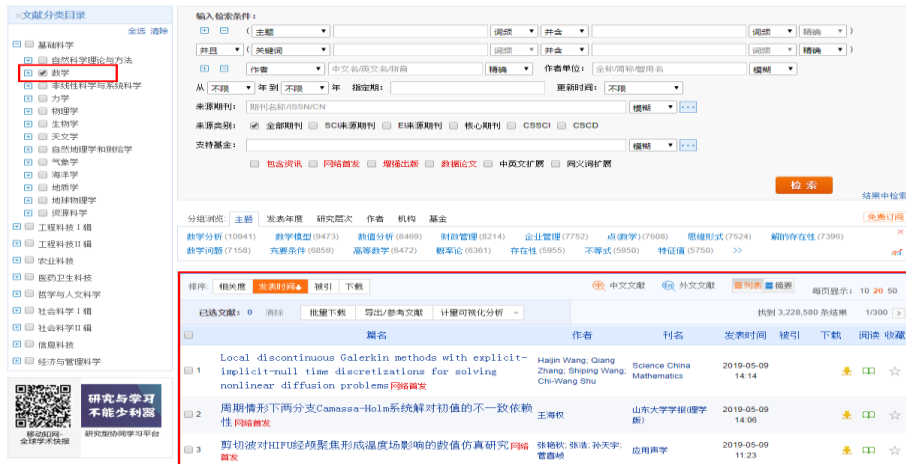 文献分类目录
全选 清除
基础科学
自然科学理论与方法
数学
非线性科学与系统科学
力学
物理学
生物学
天文学
自然地理学和测绘学
气象学
海洋学
地质学
地球物理学
资源科学
工程科技Ⅰ辑
工程科技Ⅱ辑
农业科技
医药卫生科技
哲学与人文科学
社会科学Ⅰ辑
社会科学Ⅱ辑
信息科技
经济与管理科学
移动知网-
全球学术快报
研究与学习
不能少利器
研究型协同学习平台
输入检索条件：
( 主题 词频 并含 词频 精确 )
并且 ( 关键词 词频 并含 词频 精确 )
作者 中文名/英文名/拼音 精确 作者单位： 全称/简称/曾用名 模糊
从 不限 年 到 不限 年 指定期： 更新时间： 不限
来源期刊： 期刊名称/ISSN/CN 模糊 ...
来源类别： 全部期刊 SCI来源期刊 EI来源期刊 核心期刊 CSSCI CSCD
支持基金： 模糊 ...
包含资讯 网络首发 增强出版 数据论文 中英文扩展 同义词扩展
检 索
结果中检索
分组浏览： 主题 发表年度 研究层次 作者 机构 基金
免费订阅
数学分析(10941) 数学模型(9473) 数值分析(8469) 财政管理(8214) 企业管理(7752) 点(数学)(7608) 思维形式(7524) 解的存在性(7396) ×
数学问题(7158) 充要条件(6859) 高等数学(6472) 概率论(6361) 存在性(5955) 不等式(5950) 特征值(5750) >>
排序： 相关度 发表时间↓ 被引 下载 中文文献 外文文献 列表 摘要 每页显示： 10 20 50
已选文献： 0 清除 批量下载 导出/参考文献 计量可视化分析 找到 3,228,580 条结果 1/300 >
篇名 作者 刊名 发表时间 被引 下载 阅读 收藏
1 Local discontinuous Galerkin methods with explicit-
implicit-null time discretizations for solving
nonlinear diffusion problems 网络首发
Haijin Wang; Qiang
Zhang; Shiping Wang;
Chi-Wang Shu
Science China
Mathematics
2019-05-09
14:14
2 周期情形下两分支Camassa-Holm系统解对初值的不一致依赖
性 网络首发
王海权
山东大学学报(理学
版)
2019-05-09
14:06
3 剪切波对HIFU经颅聚焦形成温度场影响的数值仿真研究 网络
首发
张艳秋; 张浩; 孙天宇;
菅喜岐
应用声学
2019-05-09
11:23